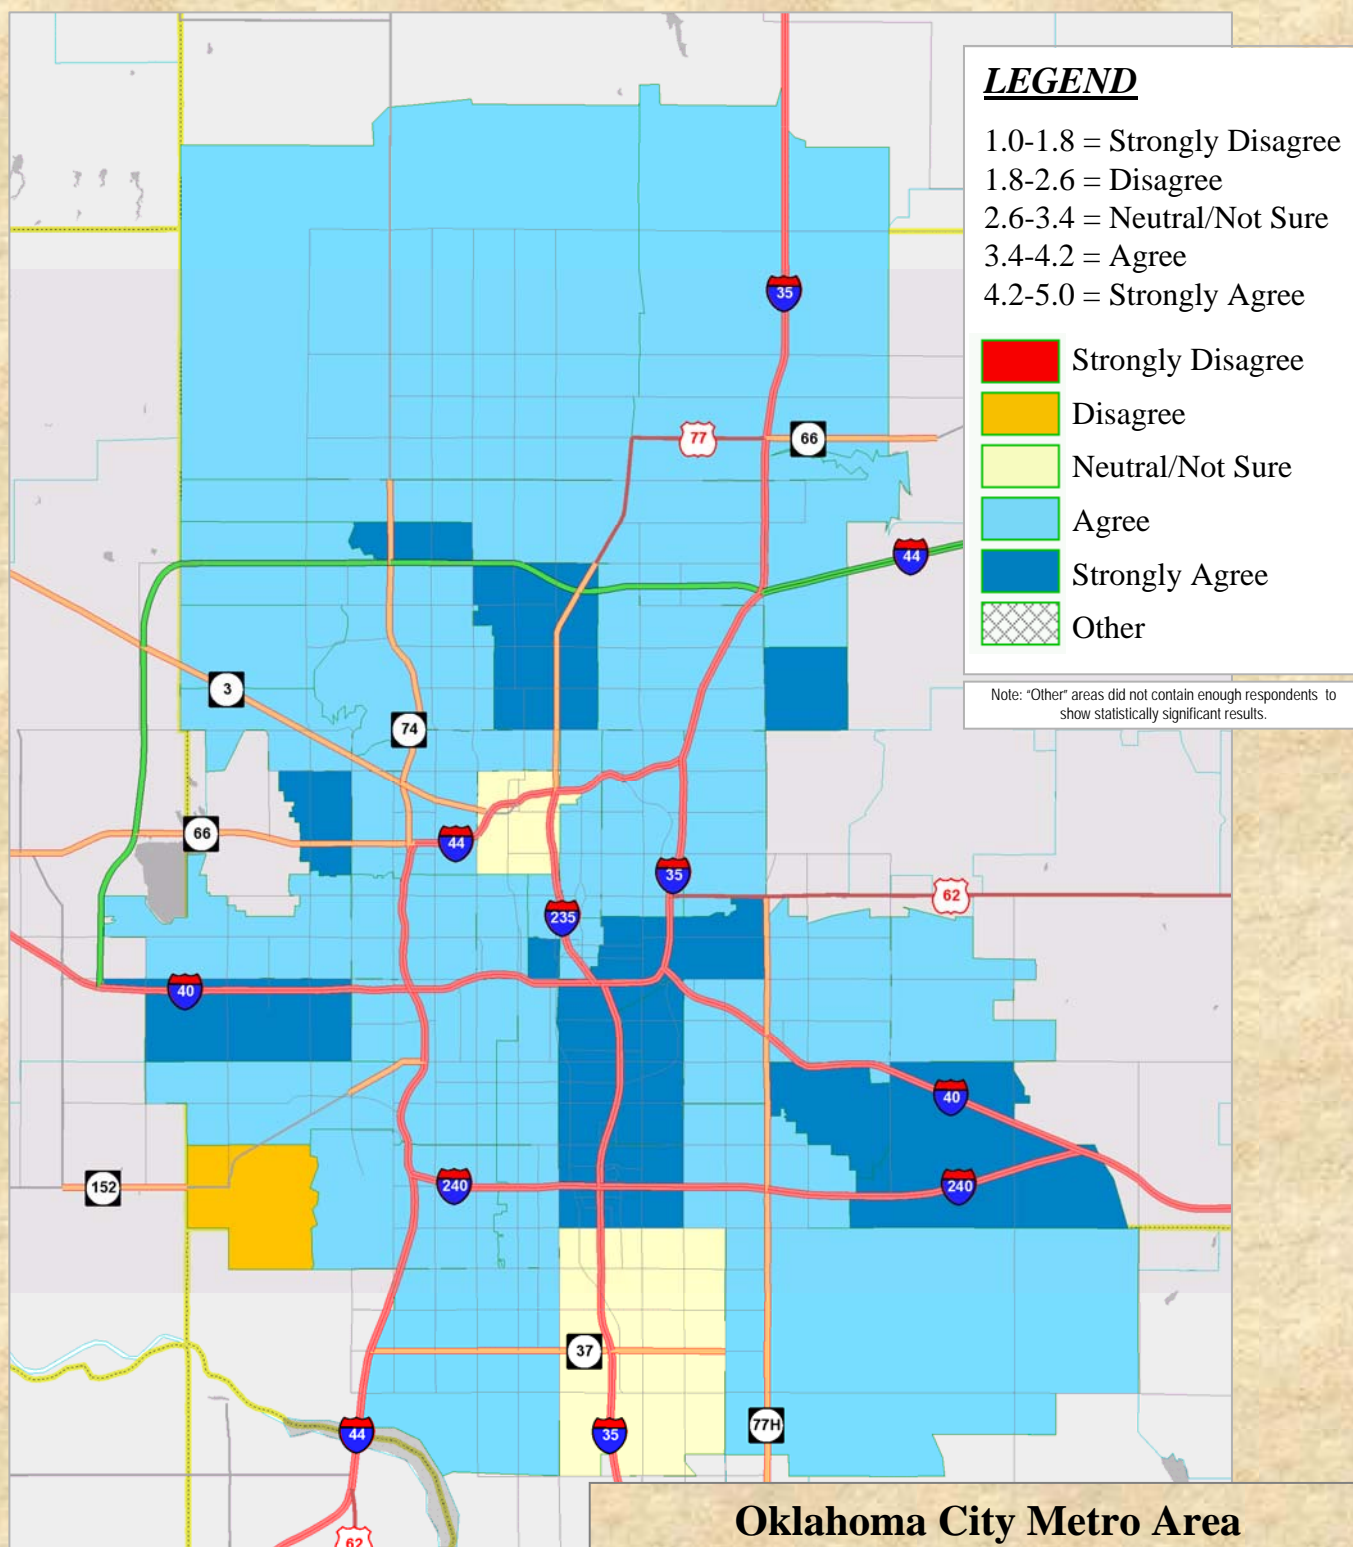 LEGEND
1.0-1.8 = Strongly Disagree
1.8-2.6 = Disagree
2.6-3.4 = Neutral/Not Sure
3.4-4.2 = Agree
4.2-5.0 = Strongly Agree
Strongly Disagree
Disagree
Neutral/Not Sure
Agree
Strongly Agree
Other
Note: "Other" areas did not contain enough respondents to
show statistically significant results.
35
77
66
44
3
74
66
44
35
62
235
40
40
152
240
240
37
44
35
77H
62
Oklahoma City Metro Area